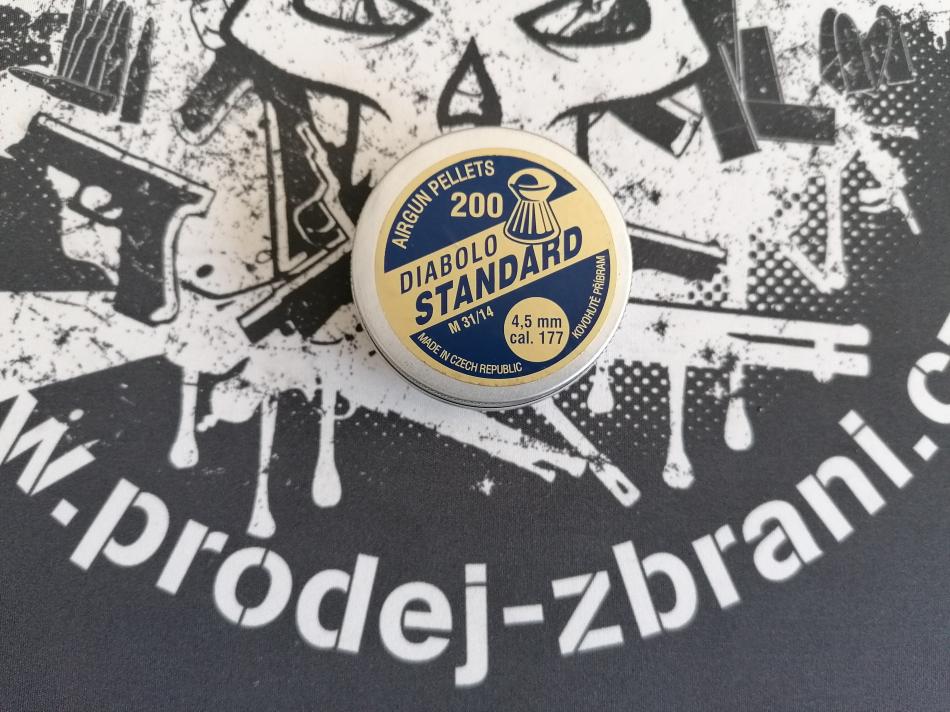 AIRGUN PELLETS
200
DIABOLO
STANDARD
M 31/14
4,5 mm
cal. 177
MADE IN CZECH REPUBLIC
KOVOHUTĚ PŘÍBRAM
w.prodej-zbrani.c